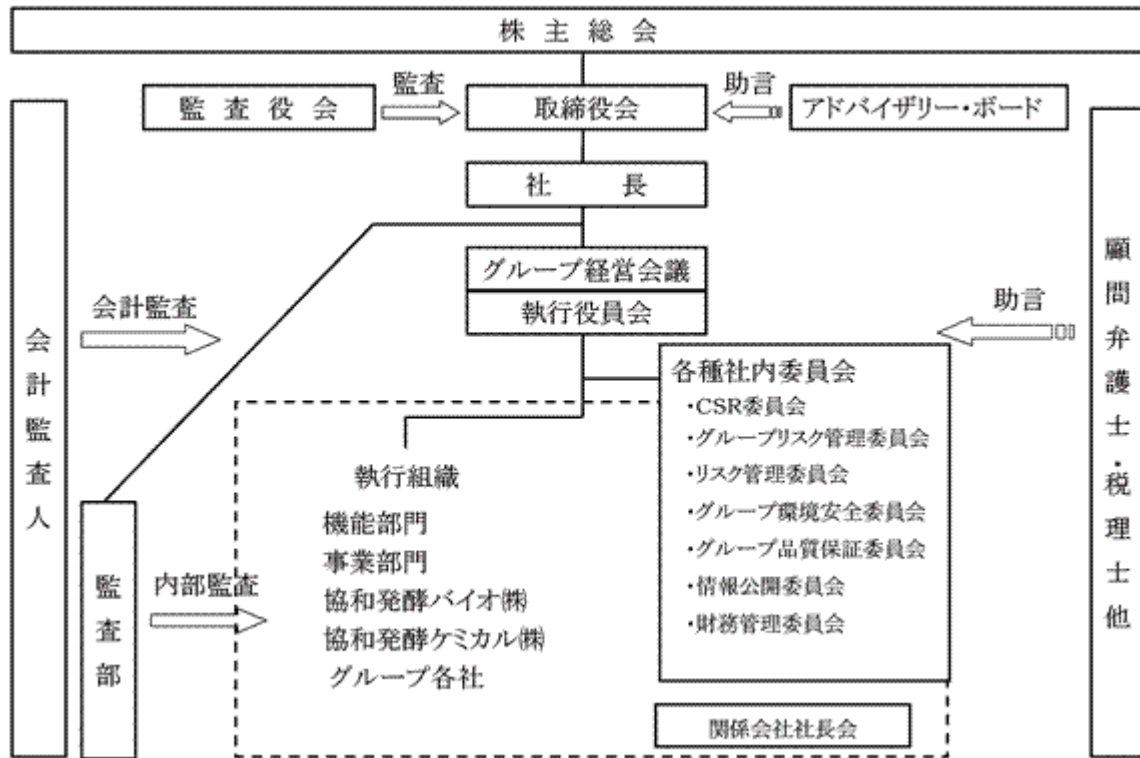 株主総会
監査役会
監査
取締役会
助言
アドバイザリー・ボード
社長
グループ経営会議
執行役員会
会計監査人
会計監査
助言
顧問弁護士・税理士他
各種社内委員会
・CSR委員会
・グループリスク管理委員会
・リスク管理委員会
・グループ環境安全委員会
・グループ品質保証委員会
・情報公開委員会
・財務管理委員会
執行組織
機能部門
事業部門
協和発酵バイオ㈱
協和発酵ケミカル㈱
グループ各社
監査部
内部監査
関係会社社長会